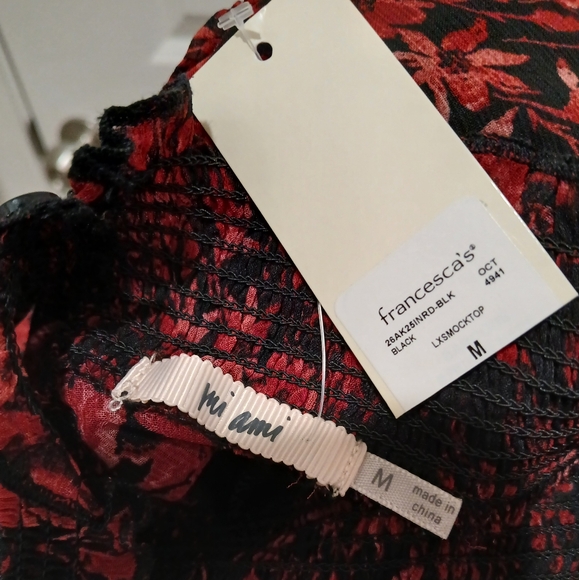 francesca's®
OCT
4941
26AK25INRD-BLK
BLACK
LXSMOCKTOP
M
mi ami
M
made in
china